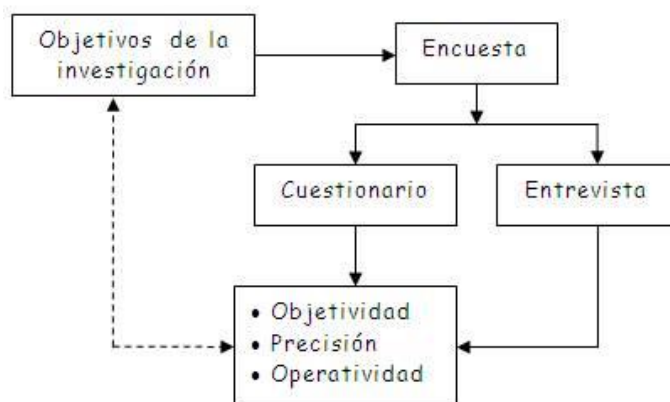 Objetivos de la
investigación
Encuesta
Cuestionario
Entrevista
• Objetividad
• Precisión
• Operatividad